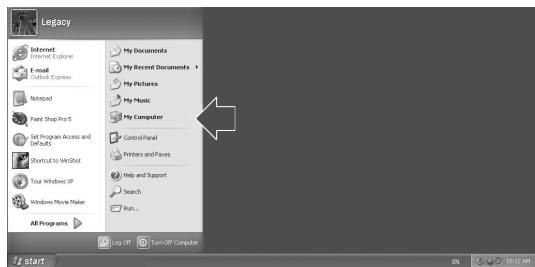 Legacy
Internet
Internet Explorer
E-mail
Outlook Express
Notepad
Paint Shop Pro 5
Set Program Access and
Defaults
Shortcut to WinShot
Tour Windows XP
Windows Movie Maker
All Programs
My Documents
My Recent Documents
My Pictures
My Music
My Computer
Control Panel
Printers and Faxes
Help and Support
Search
Run...
Log Off
Turn Off Computer
start
EN
10:12 AM